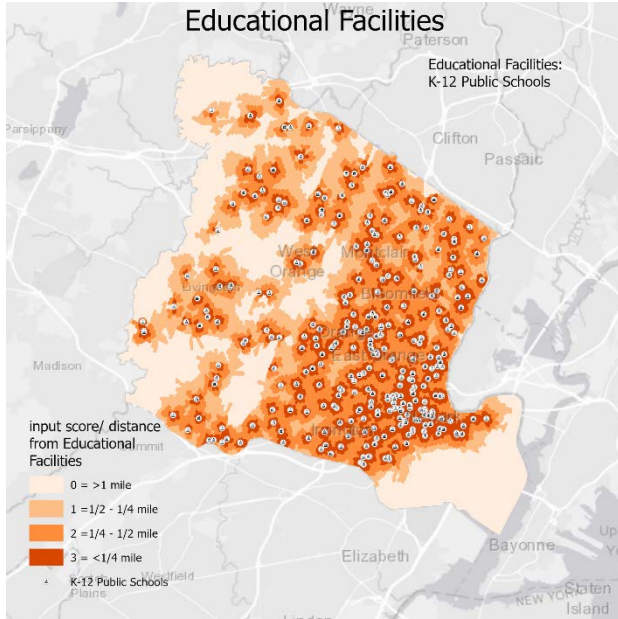 Educational Facilities
Wayne
Paterson
Educational Facilities:
K-12 Public Schools
Parsippany
Clifton
Passaic
West
Orange
Montclair
Livingston
Bloomfield
Orange
East Orange
Newark
Irvington
Madison
Summit
input score/ distance
from Educational
Facilities
0 = >1 mile
1 =1/2 - 1/4 mile
2 =1/4 - 1/2 mile
3 = <1/4 mile
K-12 Public Schools
Plains
Westfield
Elizabeth
Bayonne
NEW YORK
Staten
Island
Linden